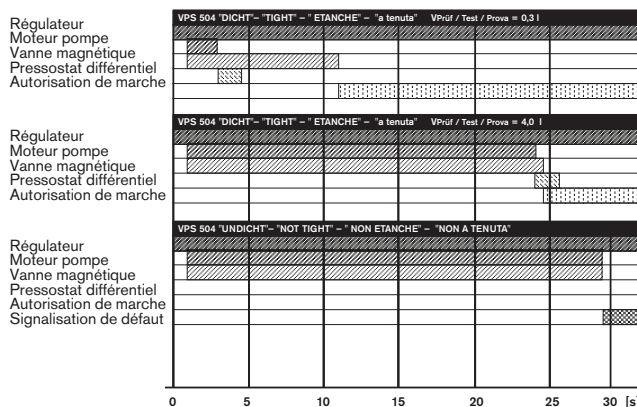 VPS 504 "DICHT"– "TIGHT" – " ETANCHE" – "a tenuta" VPrüf / Test / Prova = 0,3 l
Régulateur
Moteur pompe
Vanne magnétique
Pressostat différentiel
Autorisation de marche
VPS 504 "DICHT"– "TIGHT" – " ETANCHE" – "a tenuta" VPrüf / Test / Prova = 4,0 l
Régulateur
Moteur pompe
Vanne magnétique
Pressostat différentiel
Autorisation de marche
VPS 504 "UNDICHT"– "NOT TIGHT" – " NON ETANCHE" – "NON A TENUTA"
Régulateur
Moteur pompe
Vanne magnétique
Pressostat différentiel
Autorisation de marche
Signalisation de défaut
0 5 10 15 20 25 30 [s